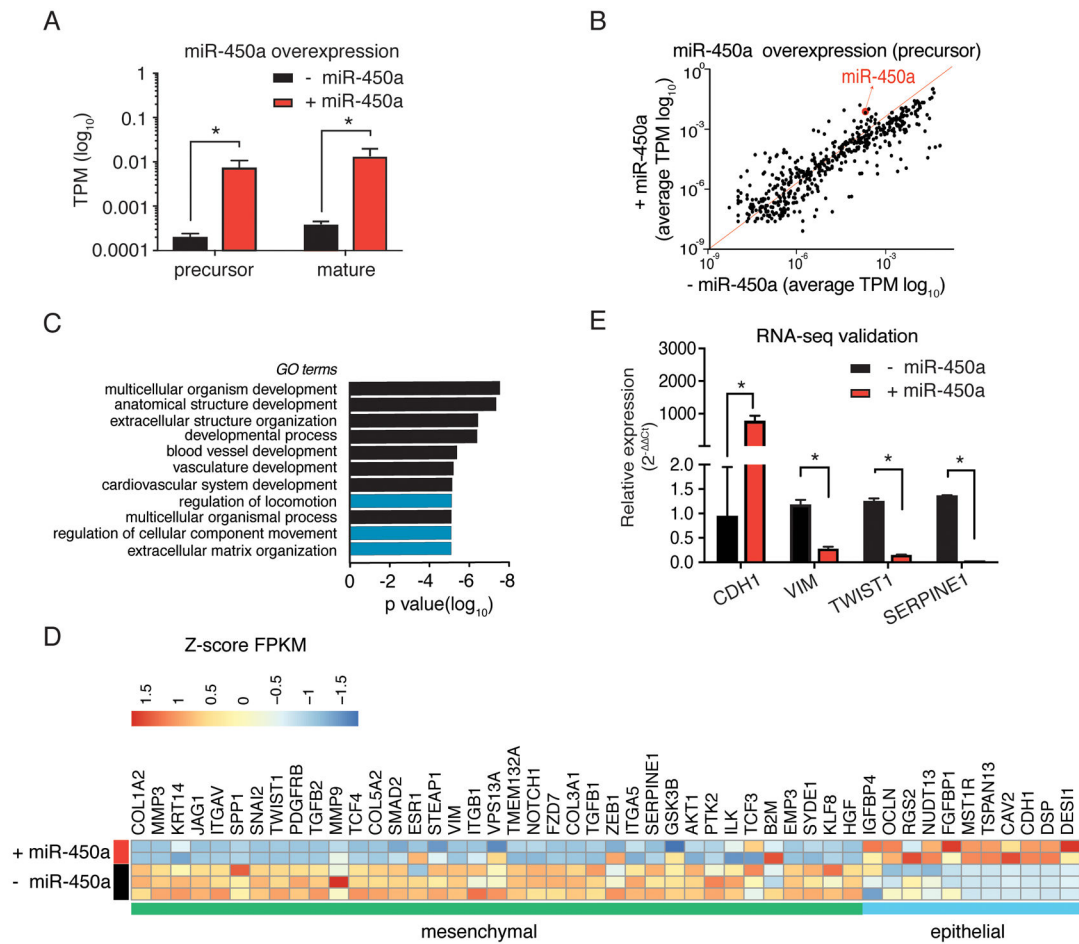 A
miR-450a overexpression
- miR-450a
+ miR-450a
TPM (log10)
1
0.1
0.01
0.001
0.0001
*
*
precursor
mature
B
miR-450a overexpression (precursor)
miR-450a
+ miR-450a
(average TPM log10)
10^0
10^-3
10^-6
10^-9
10^-9
10^-6
10^-3
- miR-450a (average TPM log10)
C
GO terms
multicellular organism development
anatomical structure development
extracellular structure organization
developmental process
blood vessel development
vasculature development
cardiovascular system development
regulation of locomotion
multicellular organismal process
regulation of cellular component movement
extracellular matrix organization
0 -2 -4 -6 -8
p value(log10)
E
RNA-seq validation
- miR-450a
+ miR-450a
Relative expression
(2^-ΔΔCt)
3000
2000
1000
2.0
1.5
1.0
0.5
0.0
*
*
*
*
CDH1
VIM
TWIST1
SERPINE1
D
Z-score FPKM
1.5
1
0.5
0
−0.5
−1
−1.5
COL1A2
MMP3
KRT14
JAG1
ITGAV
SPP1
SNAI2
TWIST1
PDGFRB
TGFB2
MMP9
TCF4
COL5A2
SMAD2
ESR1
STEAP1
VIM
ITGB1
VPS13A
TMEM132A
NOTCH1
FZD7
COL3A1
TGFB1
ZEB1
ITGA5
SERPINE1
GSK3B
AKT1
PTK2
ILK
TCF3
B2M
EMP3
SYDE1
KLF8
HGF
IGFBP4
OCLN
RGS2
NUDT13
FGFBP1
MST1R
TSPAN13
CAV2
CDH1
DSP
DESI1
+ miR-450a
- miR-450a
mesenchymal
epithelial